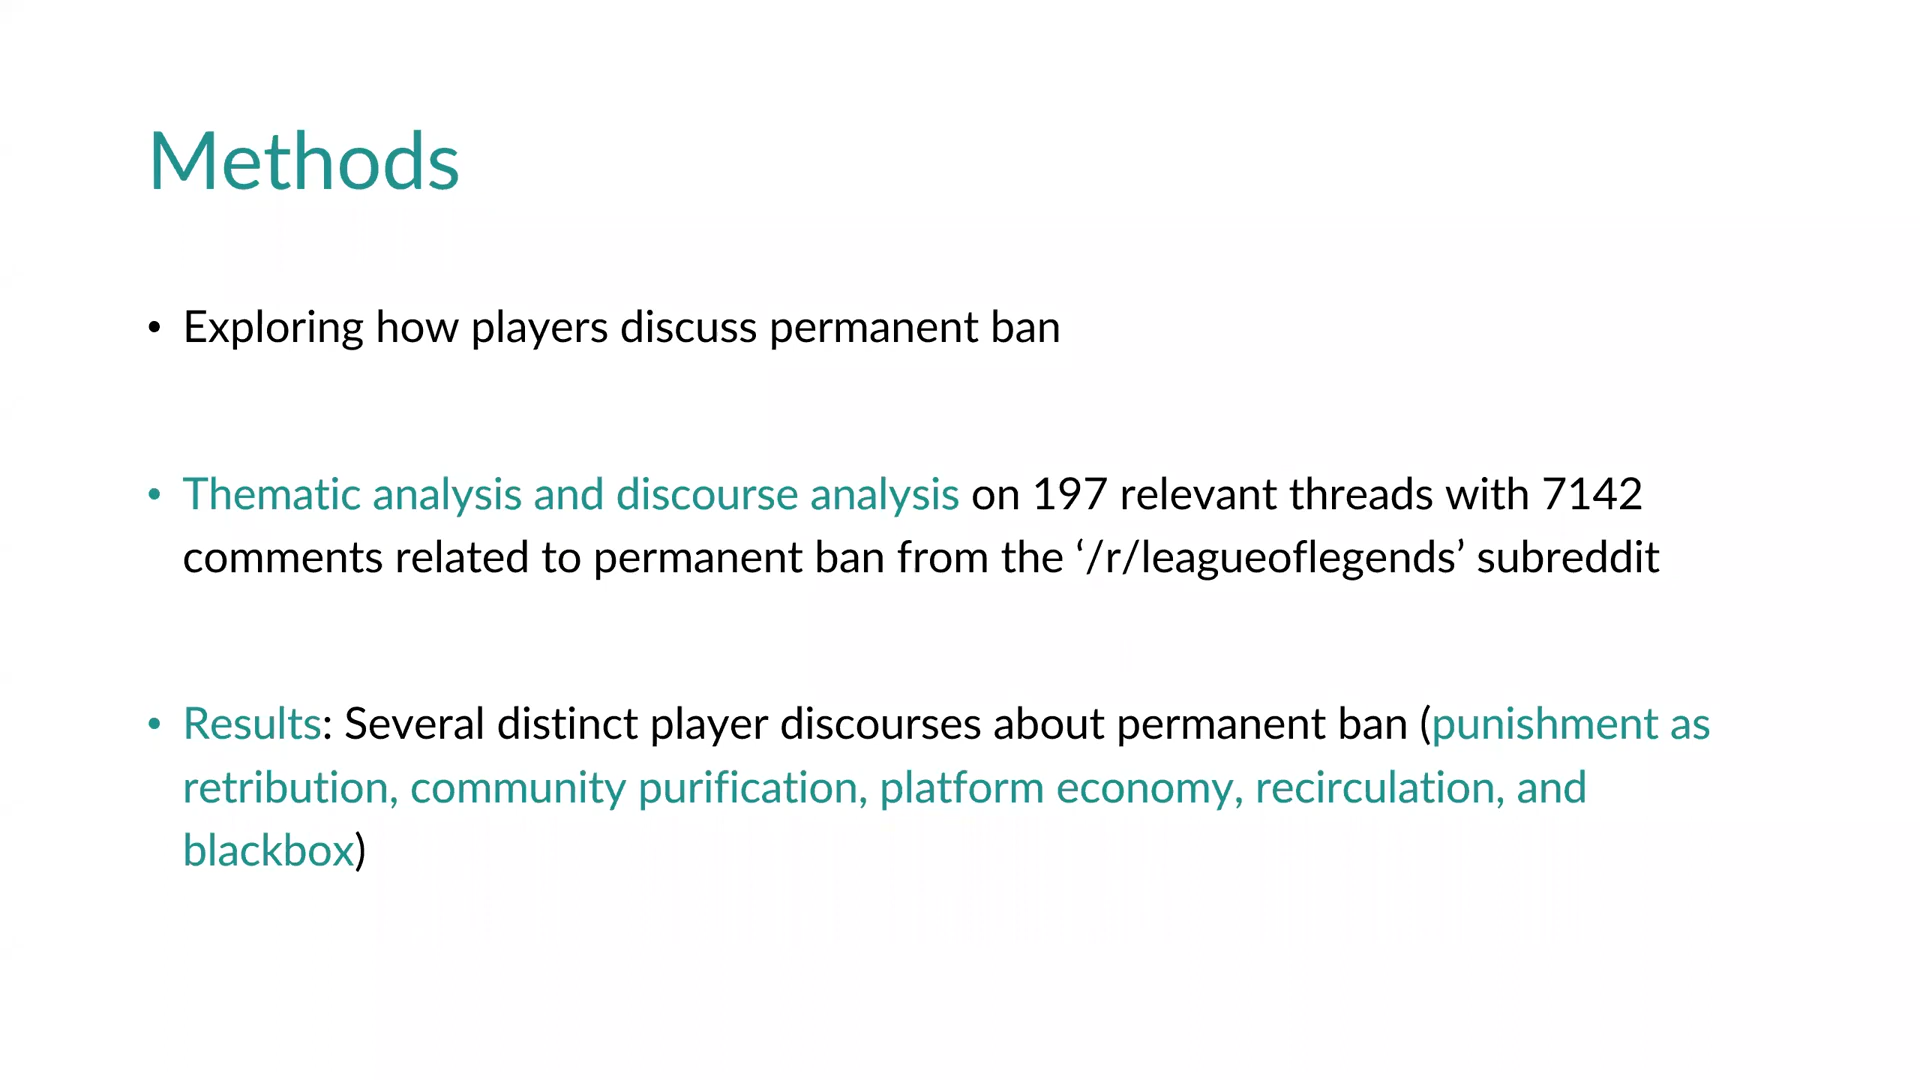 Methods
• Exploring how players discuss permanent ban
• Thematic analysis and discourse analysis on 197 relevant threads with 7142
comments related to permanent ban from the ‘/r/leagueoflegends’ subreddit
• Results: Several distinct player discourses about permanent ban (punishment as
retribution, community purification, platform economy, recirculation, and
blackbox)